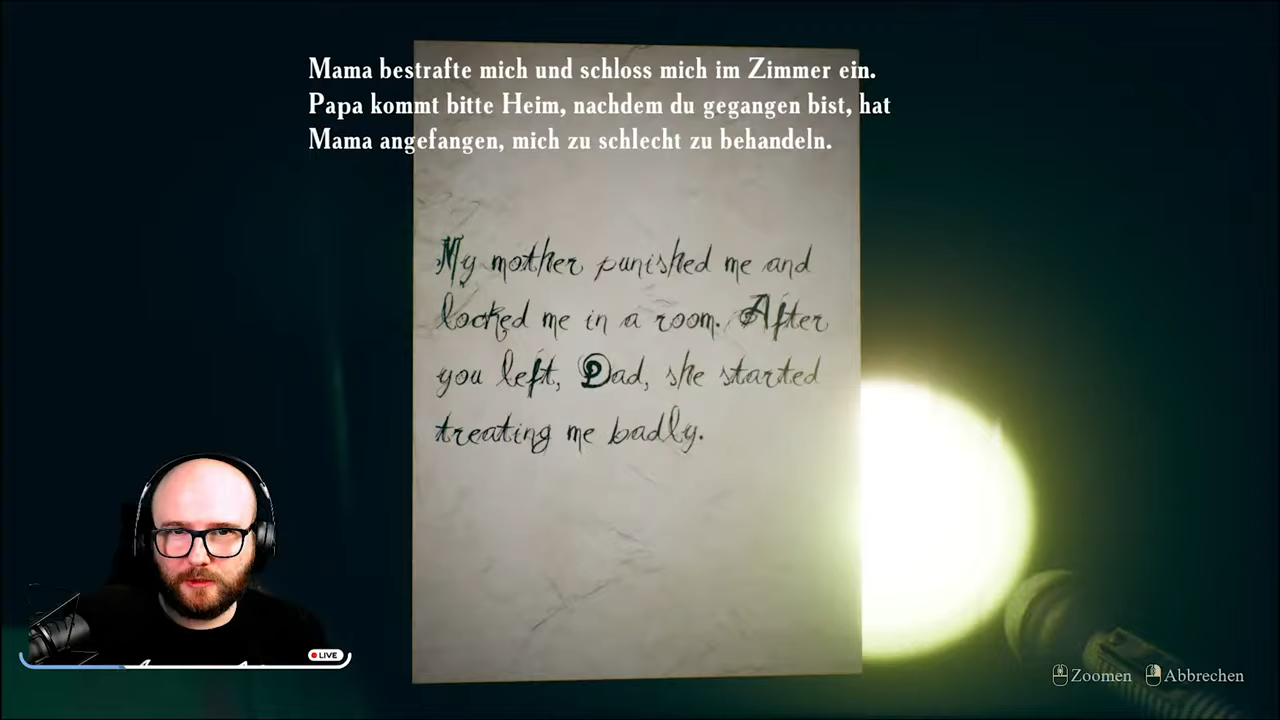 Mama bestrafte mich und schloss mich im Zimmer ein.
Papa kommt bitte Heim, nachdem du gegangen bist, hat
Mama angefangen, mich zu schlecht zu behandeln.
My mother punished me and
locked me in a room. After
you left, Dad, she started
treating me badly.
LIVE
Zoomen Abbrechen